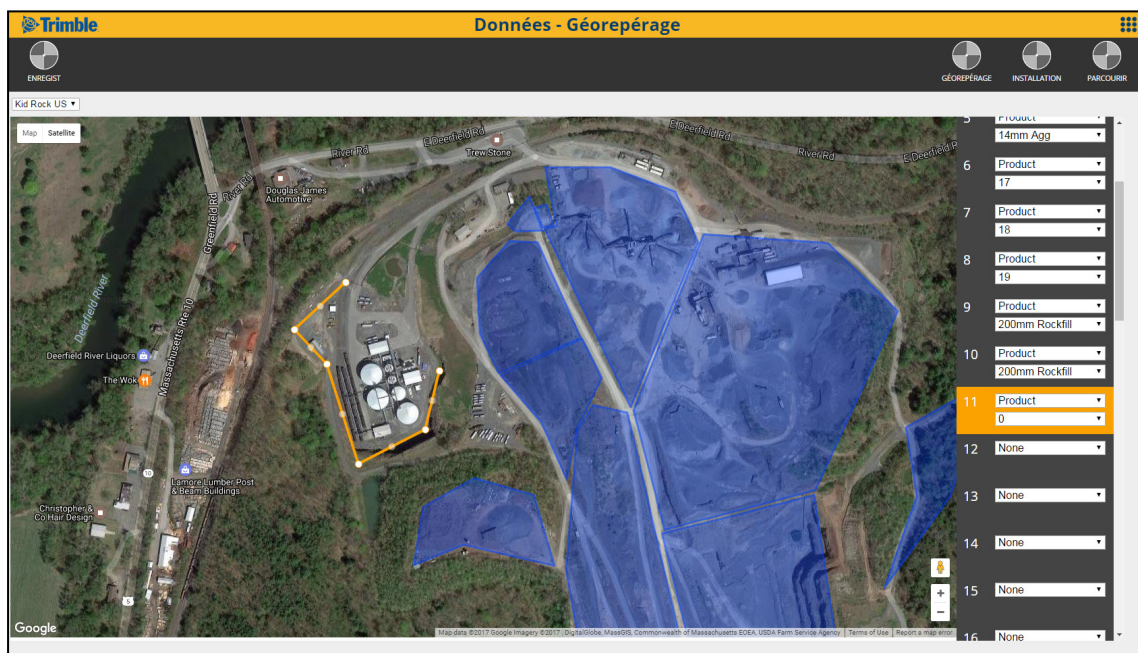 Trimble
Données - Géorepérage
ENREGIST
GÉOREPÉRAGE
INSTALLATION
PARCOURIR
Kid Rock US
Map
Satellite
E Deerfield Rd
River Rd
Trew Stone
E Deerfield Rd
River Rd
E Deerfield R
Douglas James
Automotive
River Rd
Greenfield Rd
Deerfield River
Massachusetts Rte 10
Deerfield River Liquors
The Wok
10
Lamore Lumber Post
& Beam Buildings
Christopher &
Co Hair Design
5
Google
Map data ©2017 Google Imagery ©2017 , DigitalGlobe, MassGIS, Commonwealth of Massachusetts EOEA, USDA Farm Service Agency
Terms of Use
Report a map error
5 Product
14mm Agg
6 Product
17
7 Product
18
8 Product
19
9 Product
200mm Rockfill
10 Product
200mm Rockfill
11 Product
0
12 None
13 None
14 None
15 None
16 None